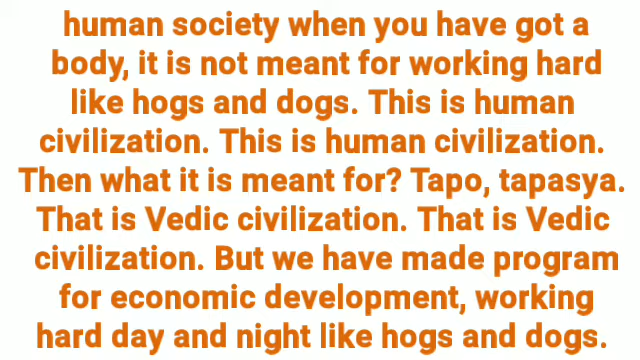 human society when you have got a
body, it is not meant for working hard
like hogs and dogs. This is human
civilization. This is human civilization.
Then what it is meant for? Tapo, tapasya.
That is Vedic civilization. That is Vedic
civilization. But we have made program
for economic development, working
hard day and night like hogs and dogs.